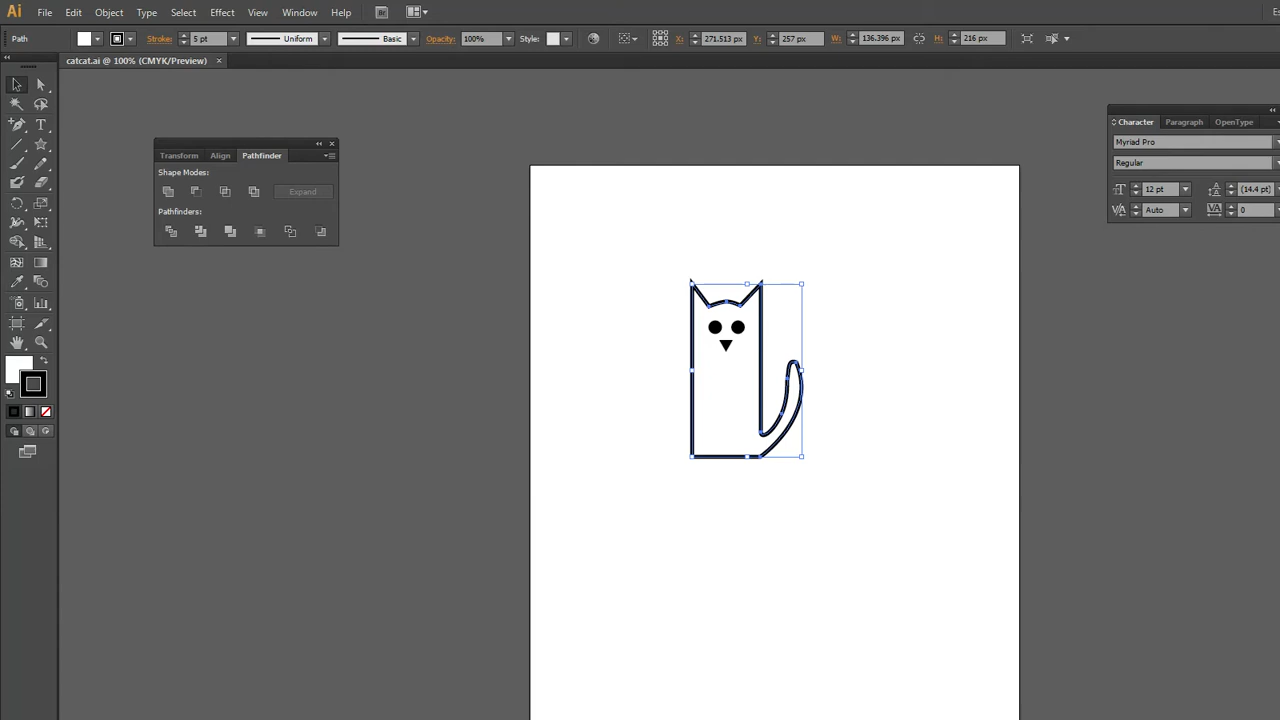 Ai File Edit Object Type Select Effect View Window Help Br
Path Stroke: 5 pt Uniform Basic Opacity: 100% Style: X: 271.513 px Y: 257 px W: 136.396 px H: 216 px
catcat.ai @ 100% (CMYK/Preview) ×
Transform Align Pathfinder
Shape Modes:
Expand
Pathfinders:
Character Paragraph OpenType
Myriad Pro
Regular
12 pt (14.4 pt)
Auto 0